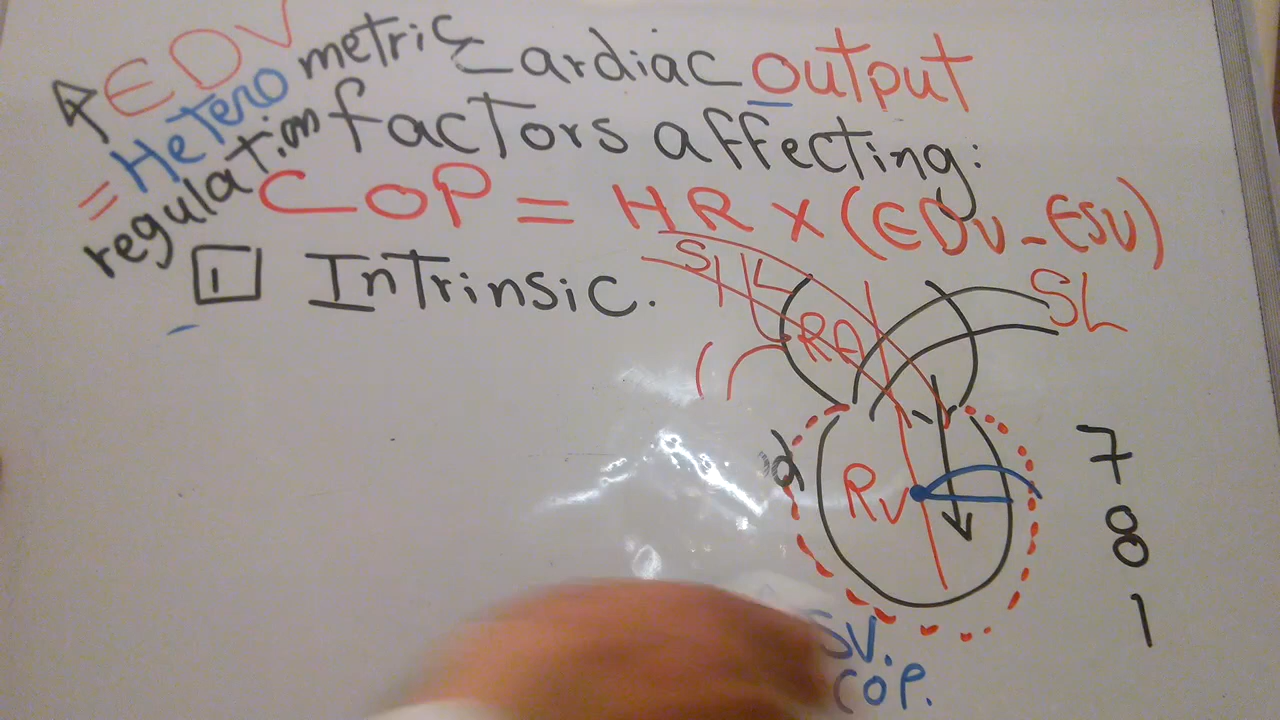 ↑ EDV
= Heterometric
regulation
Cardiac output
factors affecting:
COP = HR x (EDV - ESV)
1 Intrinsic.
SL
SL
RA
RV
7
8
1
SV.
COP.